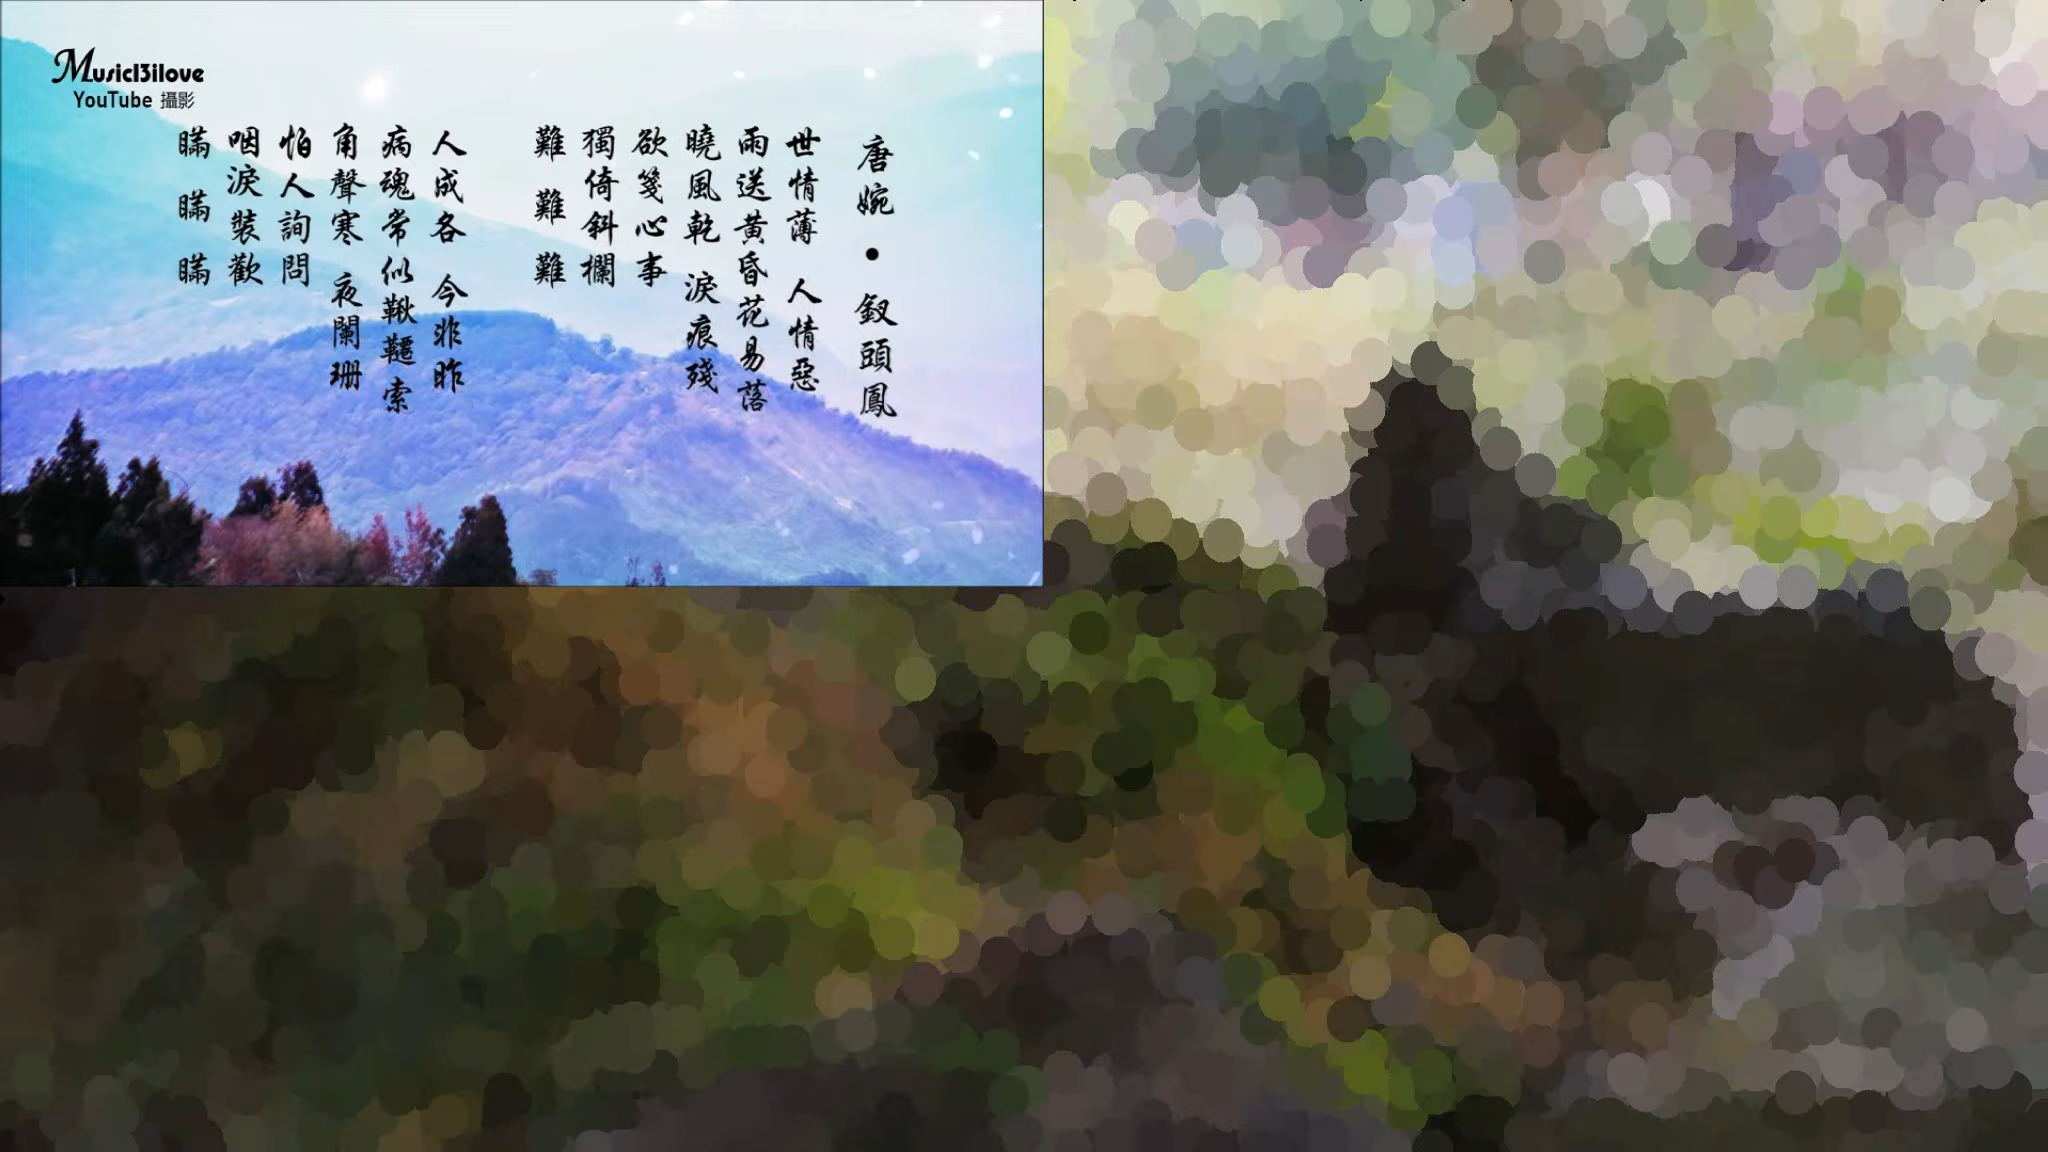 Music13ilove
YouTube 攝影
唐婉•釵頭鳳
世情薄 人情惡
雨送黃昏花易落
曉風乾 淚痕殘
欲箋心事
獨倚斜欄
難 難 難
人成各 今非昨
病魂常似鞦韆索
角聲寒 夜闌珊
怕人詢問
咽淚裝歡
瞞 瞞 瞞